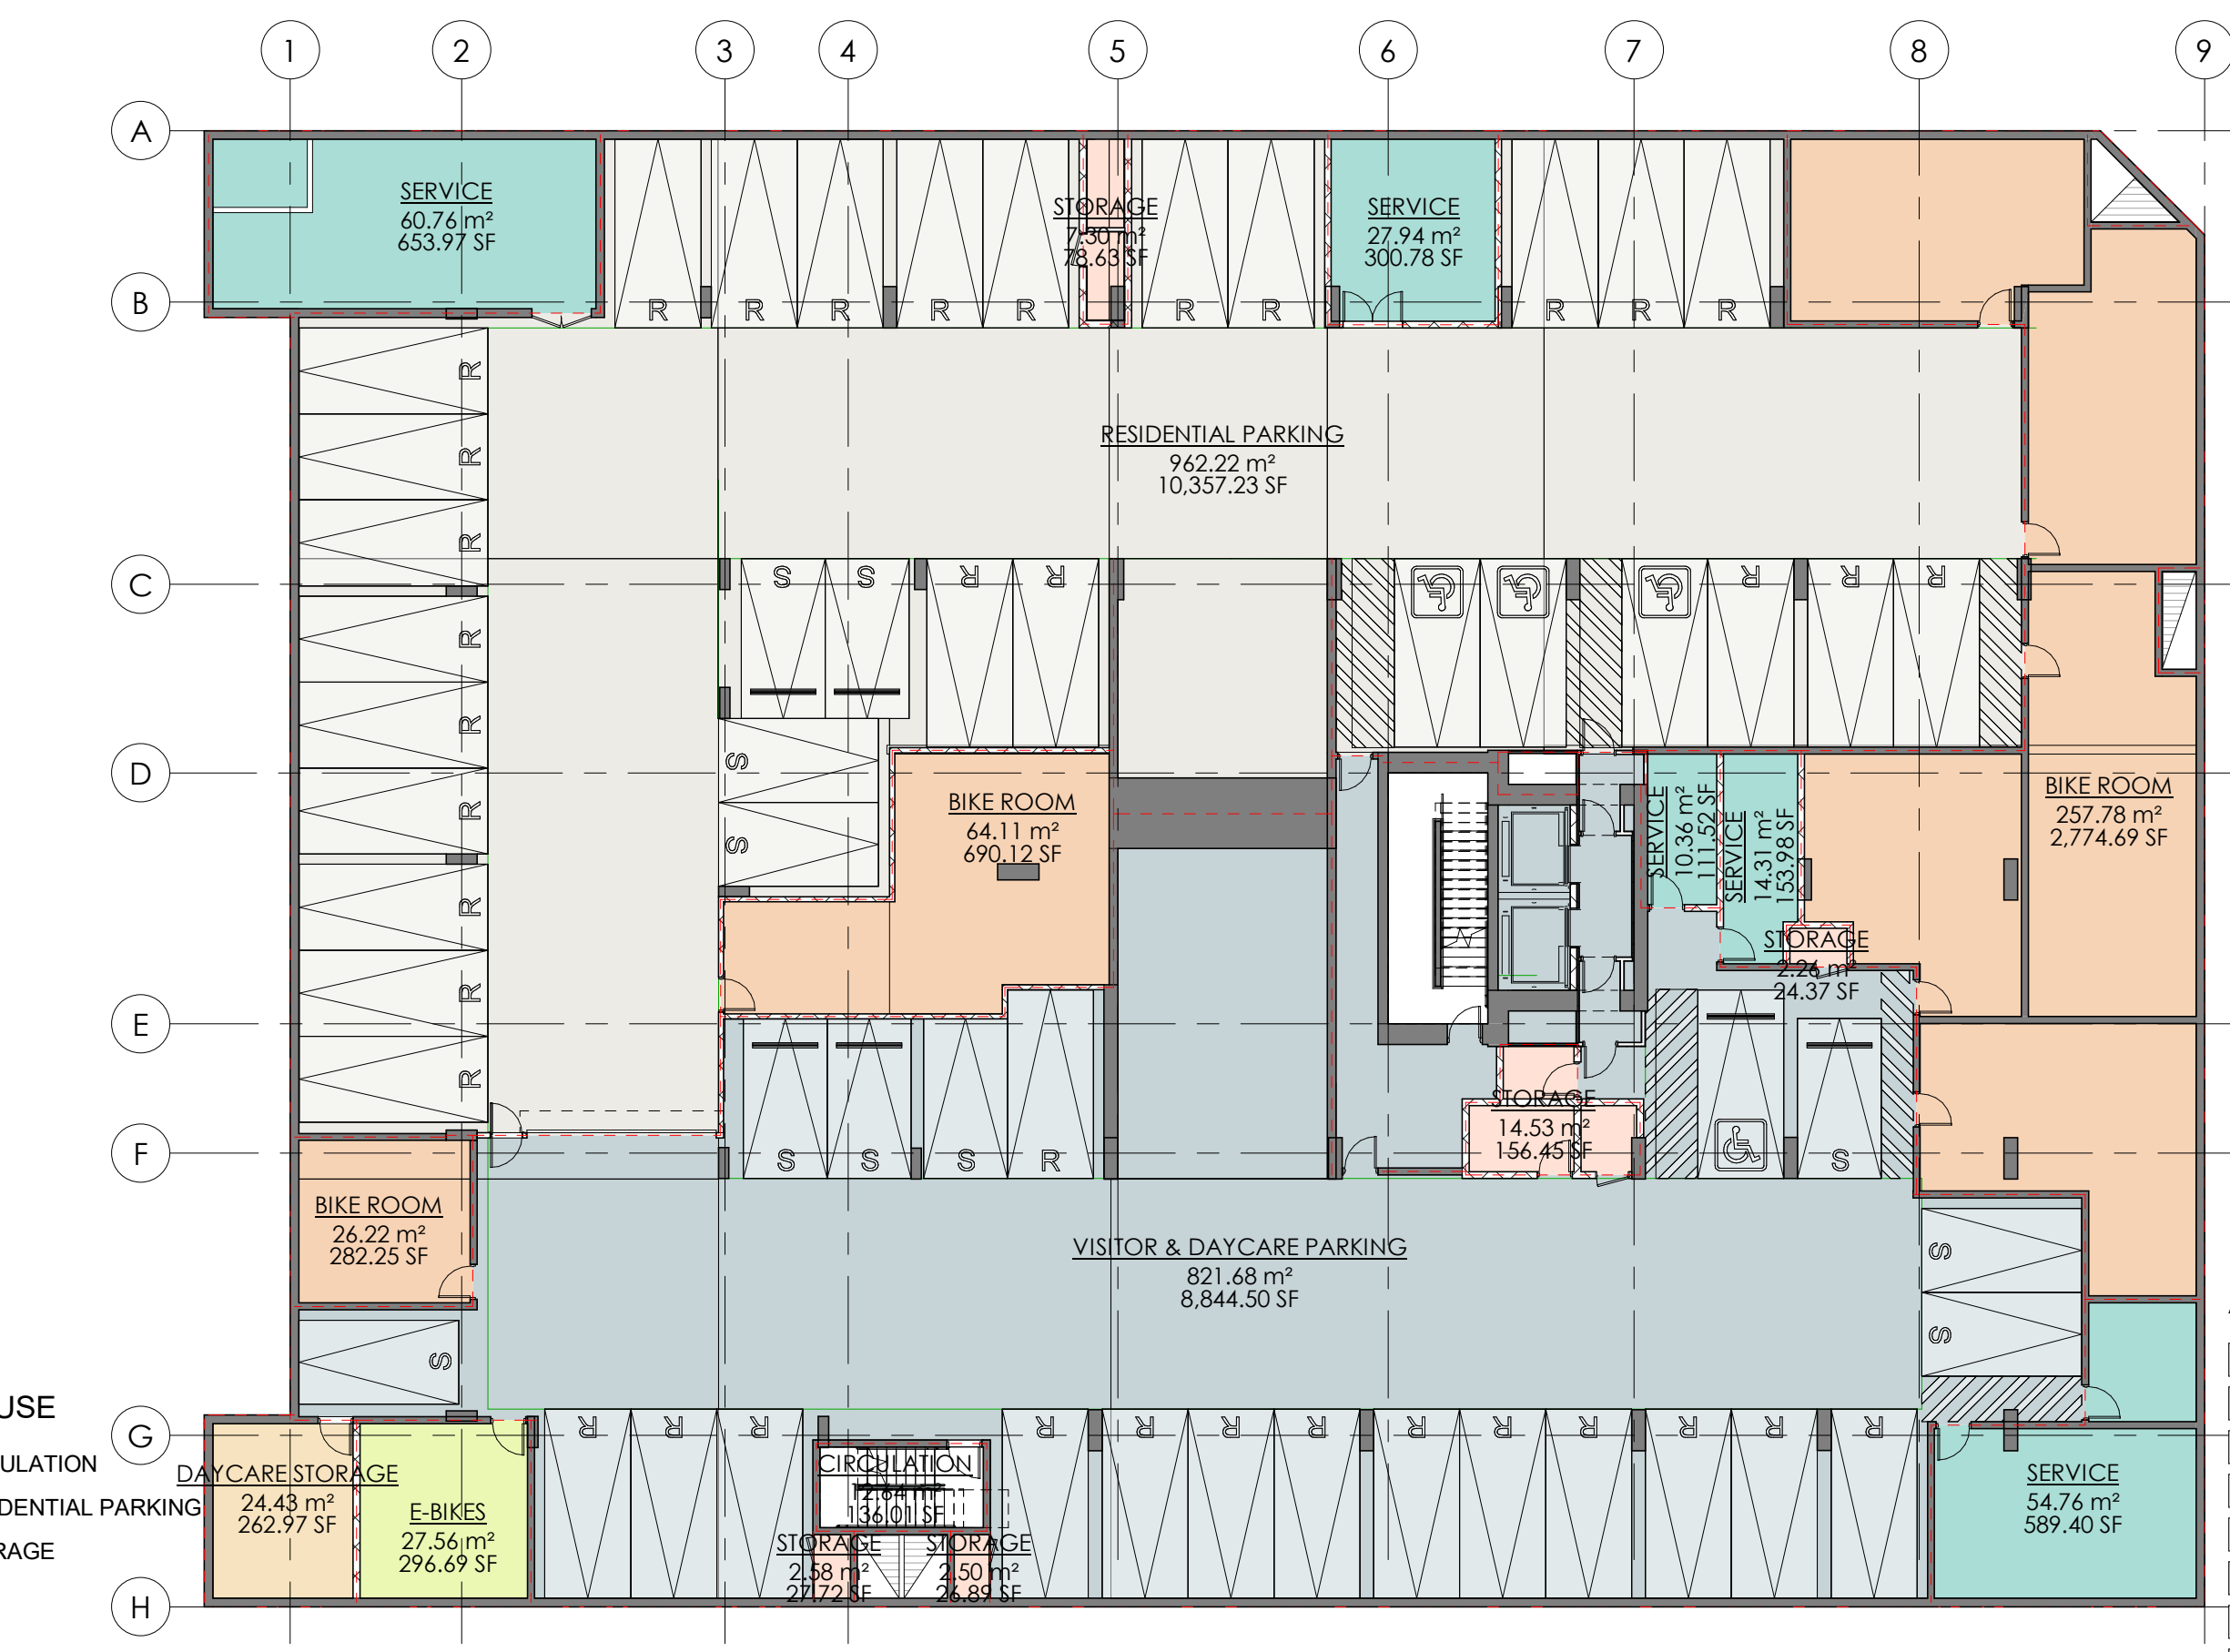 1 2 3 4 5 6 7 8 9
A
SERVICE
60.76 m²
653.97 SF
STORAGE
7.30 m²
78.63 SF
SERVICE
27.94 m²
300.78 SF
B
R R R R R R R R R R
R
R
R
RESIDENTIAL PARKING
962.22 m²
10,357.23 SF
C
S S R R R R R
R
R
R
D
S
S
BIKE ROOM
64.11 m²
690.12 SF
SERVICE
10.36 m²
111.52 SF
SERVICE
14.31 m²
153.98 SF
BIKE ROOM
257.78 m²
2,774.69 SF
R
R
R
STORAGE
2.26 m²
24.37 SF
E
STORAGE
14.53 m²
156.45 SF
F
S S S R S
BIKE ROOM
26.22 m²
282.25 SF
VISITOR & DAYCARE PARKING
821.68 m²
8,844.50 SF
S
S
S
USE
G
R R R R R R R R R R R R R R
ULATION
DENTIAL PARKING
RAGE
DAYCARE STORAGE
24.43 m²
262.97 SF
E-BIKES
27.56 m²
296.69 SF
CIRCULATION
12.64 m²
136.01 SF
STORAGE
2.58 m²
27.72 SF
STORAGE
2.50 m²
26.89 SF
SERVICE
54.76 m²
589.40 SF
H